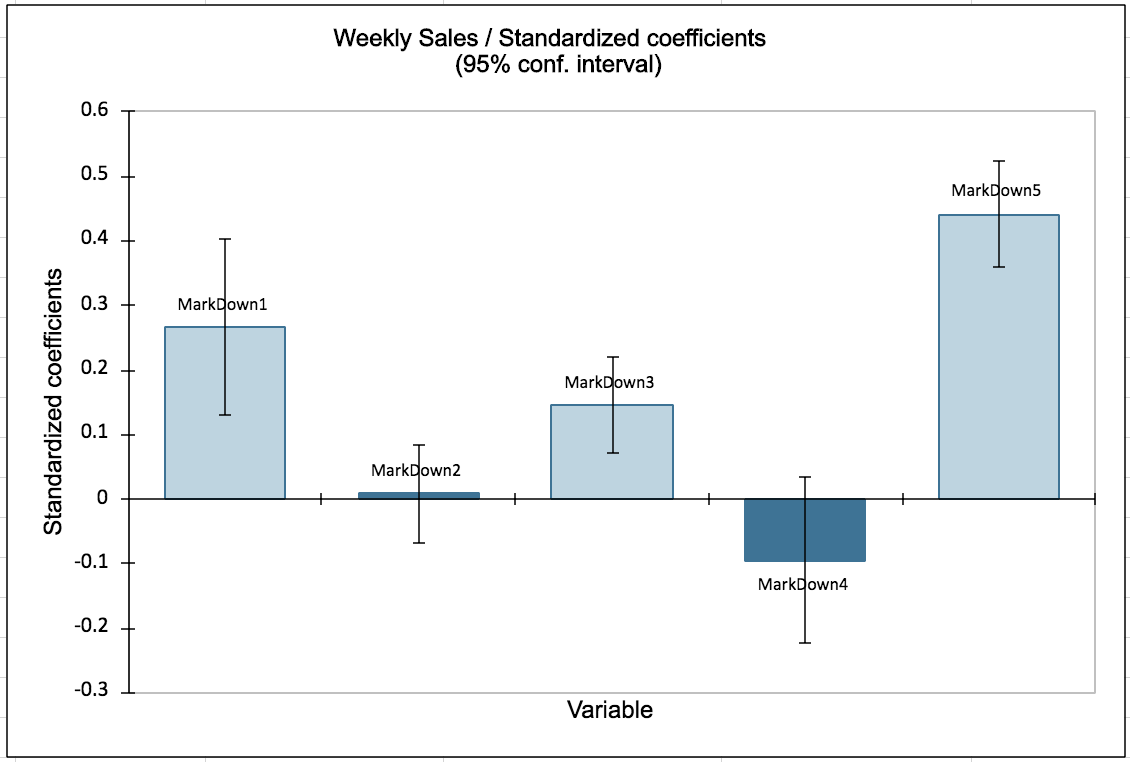 Weekly Sales / Standardized coefficients
(95% conf. interval)
0.6
0.5
0.4
0.3
0.2
0.1
0
-0.1
-0.2
-0.3
Standardized coefficients
MarkDown1
MarkDown2
MarkDown3
MarkDown4
MarkDown5
Variable